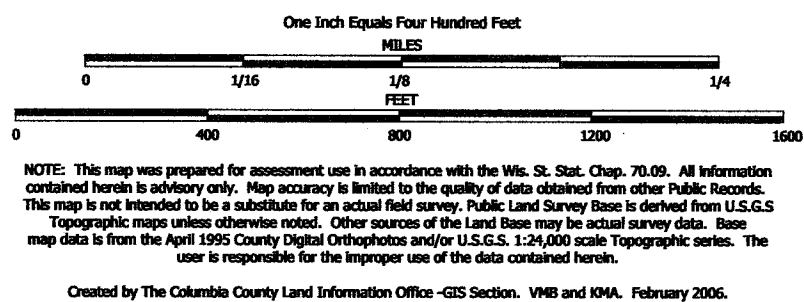 One Inch Equals Four Hundred Feet
MILES
0 1/16 1/8 1/4
FEET
0 400 800 1200 1600
NOTE: This map was prepared for assessment use in accordance with the Wis. St. Stat. Chap. 70.09. All information
contained herein is advisory only. Map accuracy is limited to the quality of data obtained from other Public Records.
This map is not intended to be a substitute for an actual field survey. Public Land Survey Base is derived from U.S.G.S
Topographic maps unless otherwise noted. Other sources of the Land Base may be actual survey data. Base
map data is from the April 1995 County Digital Orthophotos and/or U.S.G.S. 1:24,000 scale Topographic series. The
user is responsible for the improper use of the data contained herein.
Created by The Columbia County Land Information Office -GIS Section. VMB and KMA. February 2006.